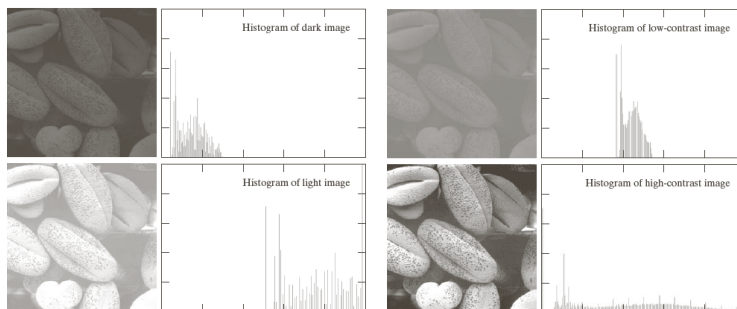 Histogram of dark image
Histogram of low-contrast image
Histogram of light image
Histogram of high-contrast image